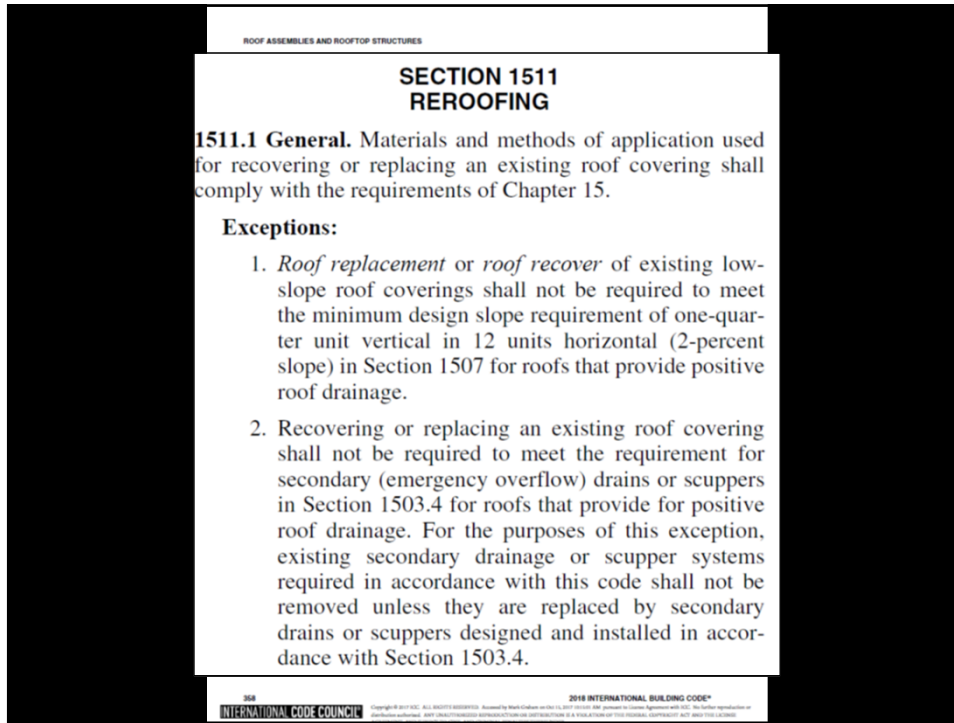 ROOF ASSEMBLIES AND ROOFTOP STRUCTURES
SECTION 1511
REROOFING
1511.1 General. Materials and methods of application used
for recovering or replacing an existing roof covering shall
comply with the requirements of Chapter 15.
Exceptions:
1. Roof replacement or roof recover of existing low-
slope roof coverings shall not be required to meet
the minimum design slope requirement of one-quar-
ter unit vertical in 12 units horizontal (2-percent
slope) in Section 1507 for roofs that provide positive
roof drainage.
2. Recovering or replacing an existing roof covering
shall not be required to meet the requirement for
secondary (emergency overflow) drains or scuppers
in Section 1503.4 for roofs that provide for positive
roof drainage. For the purposes of this exception,
existing secondary drainage or scupper systems
required in accordance with this code shall not be
removed unless they are replaced by secondary
drains or scuppers designed and installed in accor-
dance with Section 1503.4.
358
2018 INTERNATIONAL BUILDING CODE®
INTERNATIONAL CODE COUNCIL®